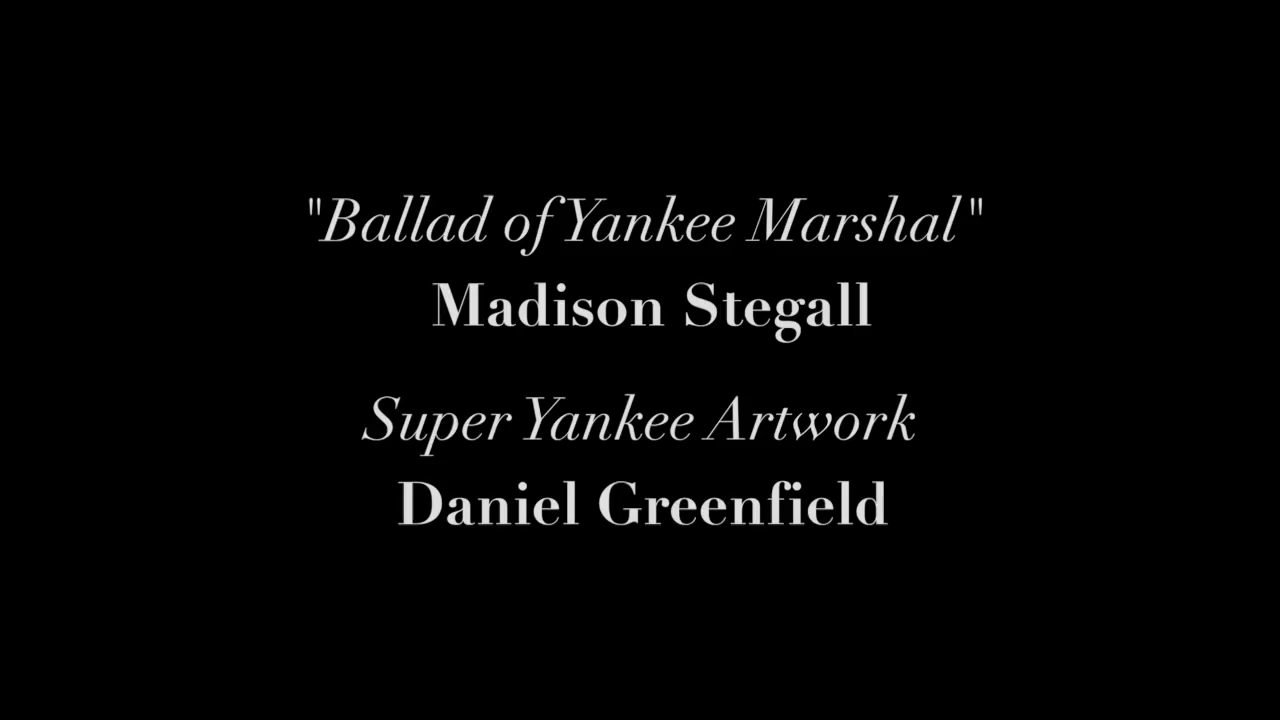 "Ballad of Yankee Marshal"
Madison Stegall
Super Yankee Artwork
Daniel Greenfield